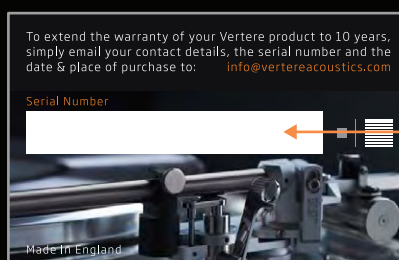 To extend the warranty of your Vertere product to 10 years,
simply email your contact details, the serial number and the
date & place of purchase to: info@vertereacoustics.com
Serial Number
Made In England